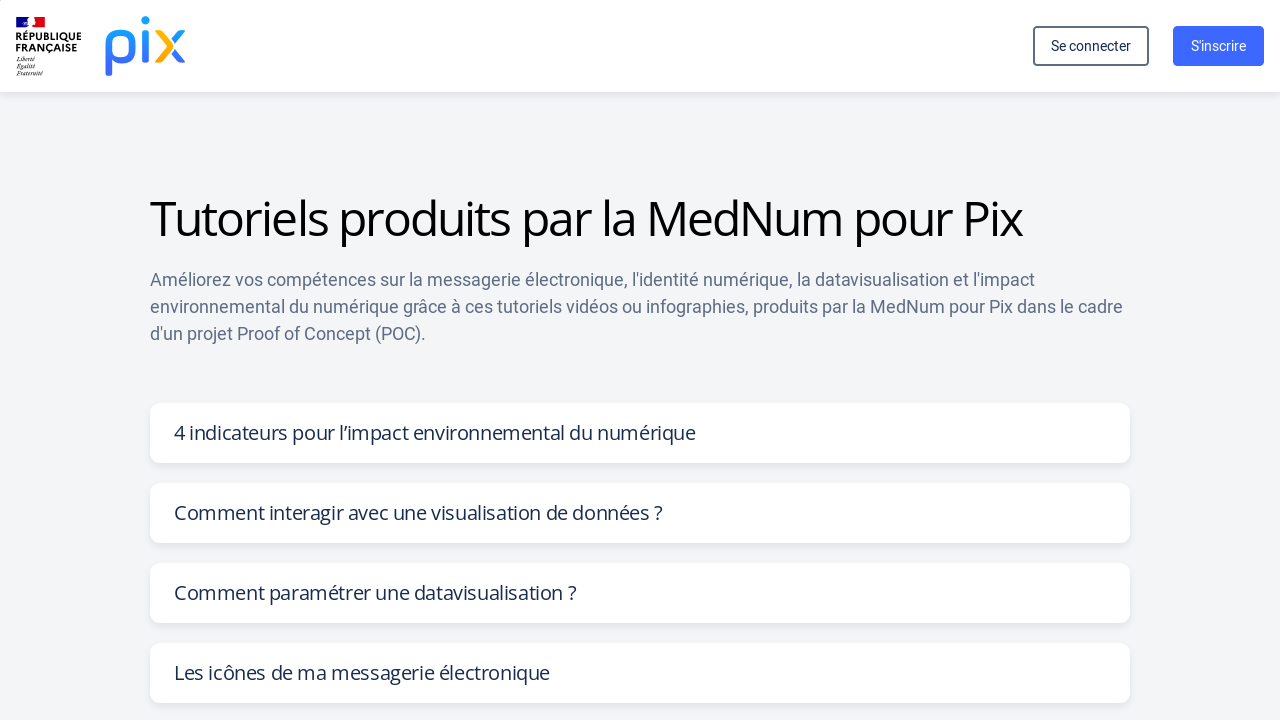 RÉPUBLIQUE
FRANÇAISE
Liberté
Égalité
Fraternité
pix
Se connecter
S'inscrire
Tutoriels produits par la MedNum pour Pix
Améliorez vos compétences sur la messagerie électronique, l'identité numérique, la datavisualisation et l'impact
environnemental du numérique grâce à ces tutoriels vidéos ou infographies, produits par la MedNum pour Pix dans le cadre
d'un projet Proof of Concept (POC).
4 indicateurs pour l’impact environnemental du numérique
Comment interagir avec une visualisation de données ?
Comment paramétrer une datavisualisation ?
Les icônes de ma messagerie électronique